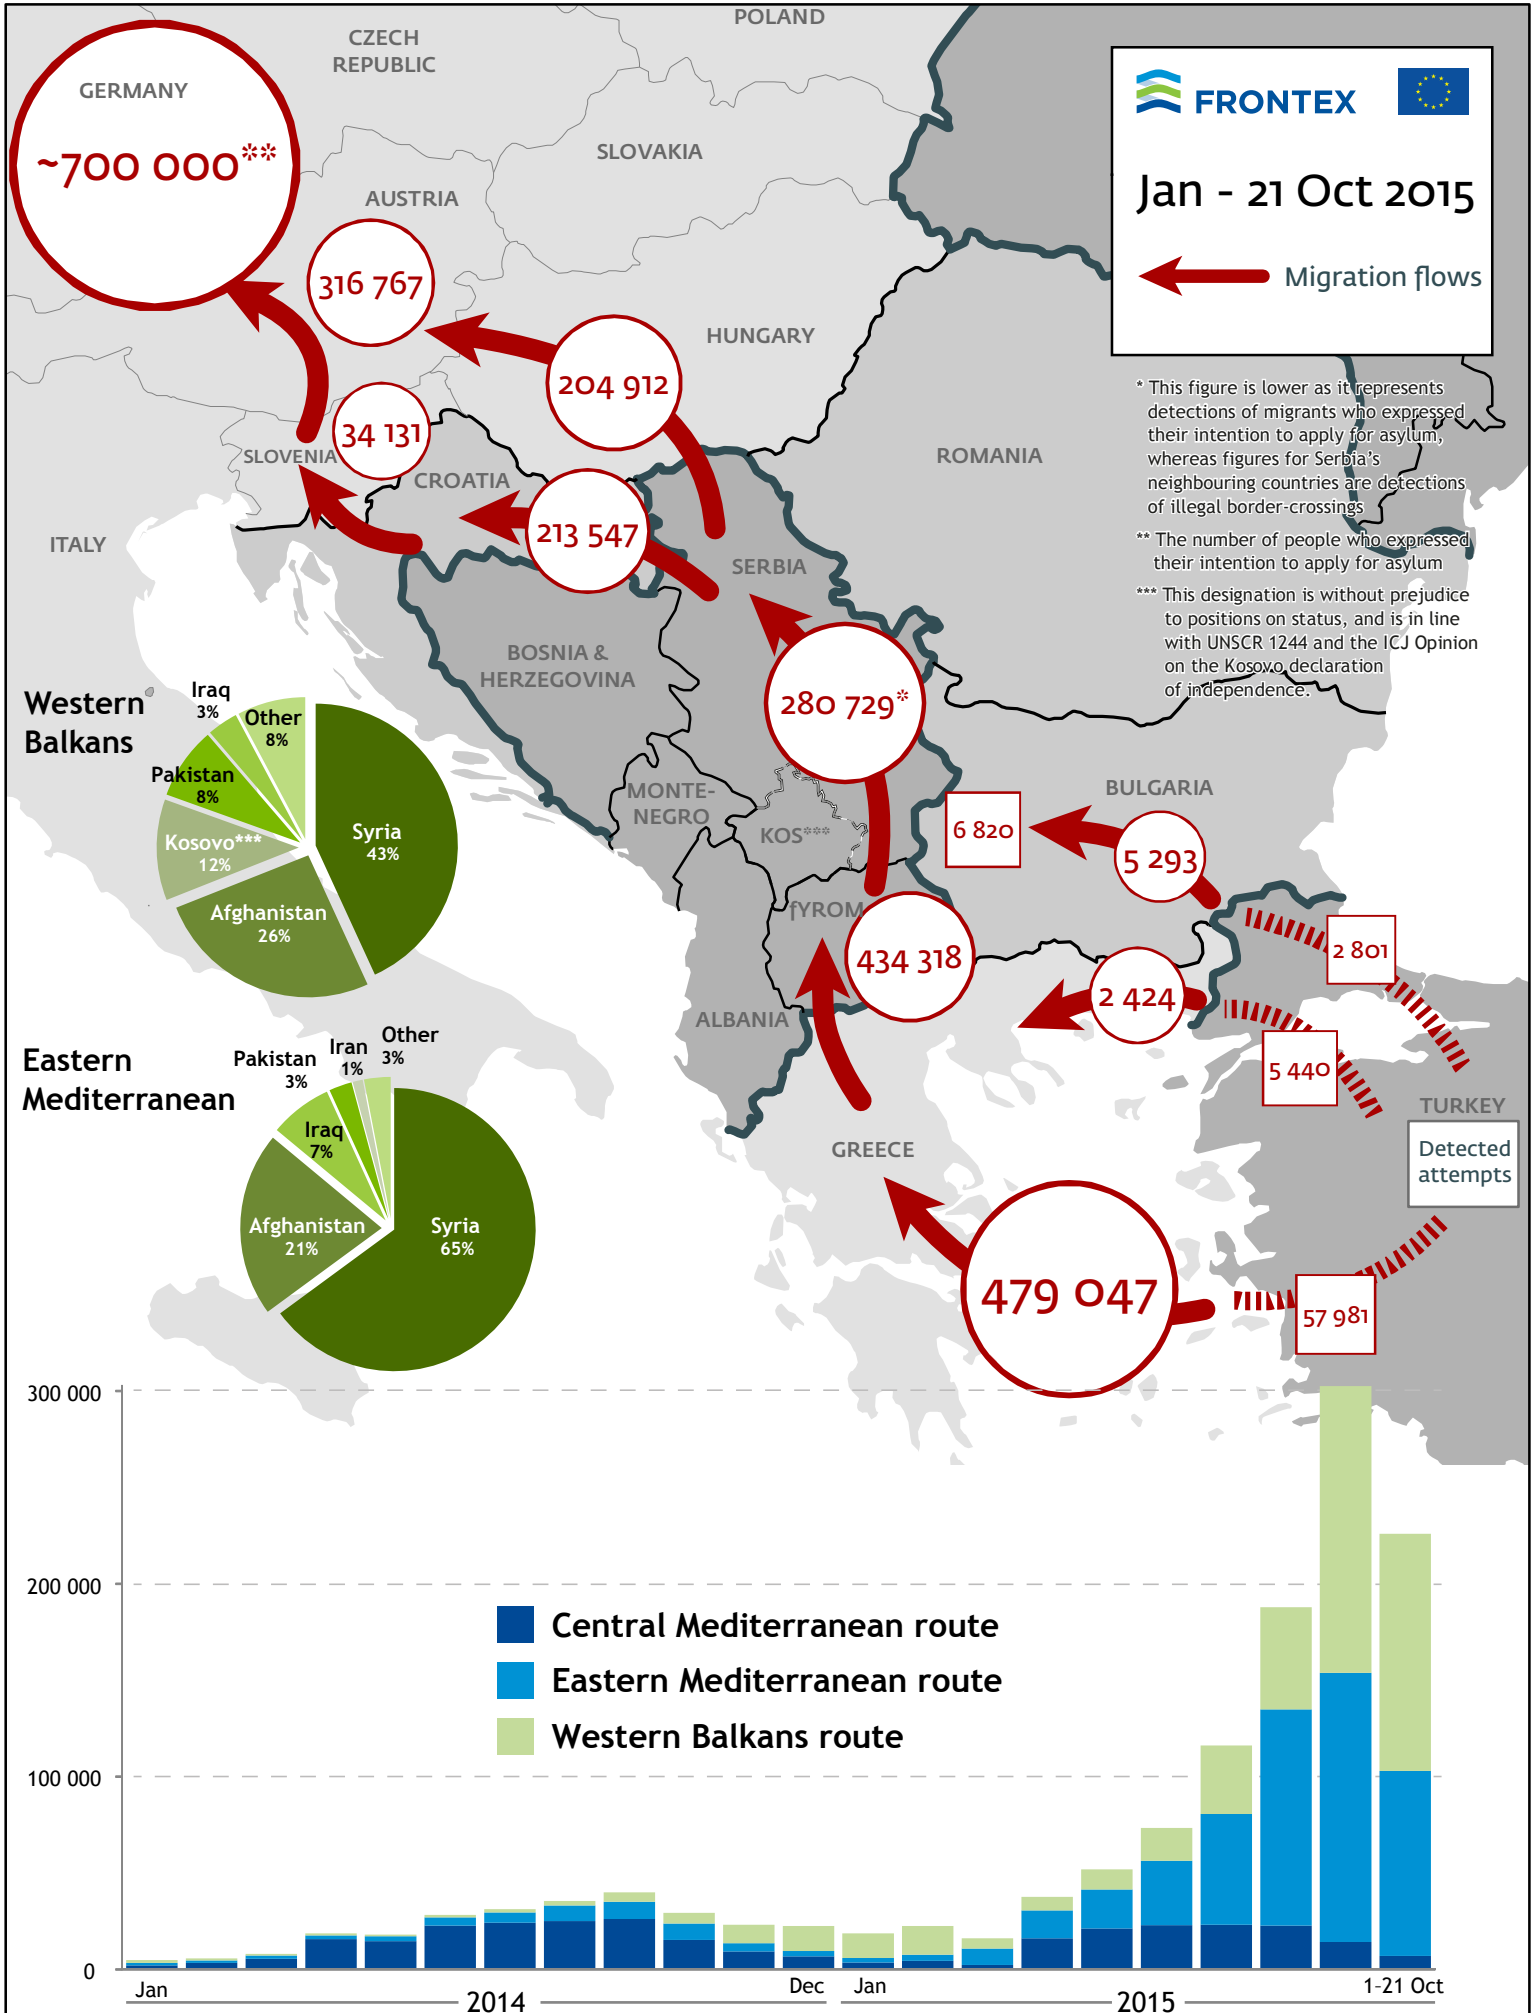 POLAND
CZECH
REPUBLIC
GERMANY
~700 000**
SLOVAKIA
AUSTRIA
316 767
HUNGARY
204 912
34 131
SLOVENIA
CROATIA
213 547
ITALY
SERBIA
ROMANIA
BOSNIA &
HERZEGOVINA
280 729*
MONTE-
NEGRO
KOS***
BULGARIA
6 820
5 293
fYROM
434 318
2 801
2 424
ALBANIA
5 440
TURKEY
Detected
attempts
GREECE
479 047
57 981
FRONTEX
Jan - 21 Oct 2015
Migration flows
* This figure is lower as it represents
detections of migrants who expressed
their intention to apply for asylum,
whereas figures for Serbia's
neighbouring countries are detections
of illegal border-crossings
** The number of people who expressed
their intention to apply for asylum
*** This designation is without prejudice
to positions on status, and is in line
with UNSCR 1244 and the ICJ Opinion
on the Kosovo declaration
of independence.
Western
Balkans
Iraq
3%
Other
8%
Pakistan
8%
Kosovo***
12%
Syria
43%
Afghanistan
26%
Eastern
Mediterranean
Pakistan
3%
Iran
1%
Other
3%
Iraq
7%
Afghanistan
21%
Syria
65%
300 000
200 000
100 000
0
Central Mediterranean route
Eastern Mediterranean route
Western Balkans route
Jan
Dec
Jan
1-21 Oct
2014
2015